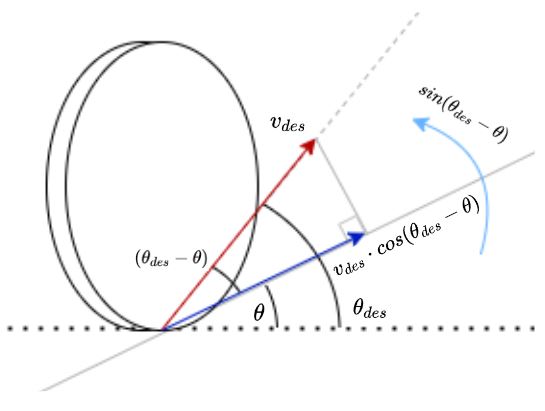 sin(θ_des − θ)
v_des
v_des · cos(θ_des − θ)
(θ_des − θ)
θ
θ_des